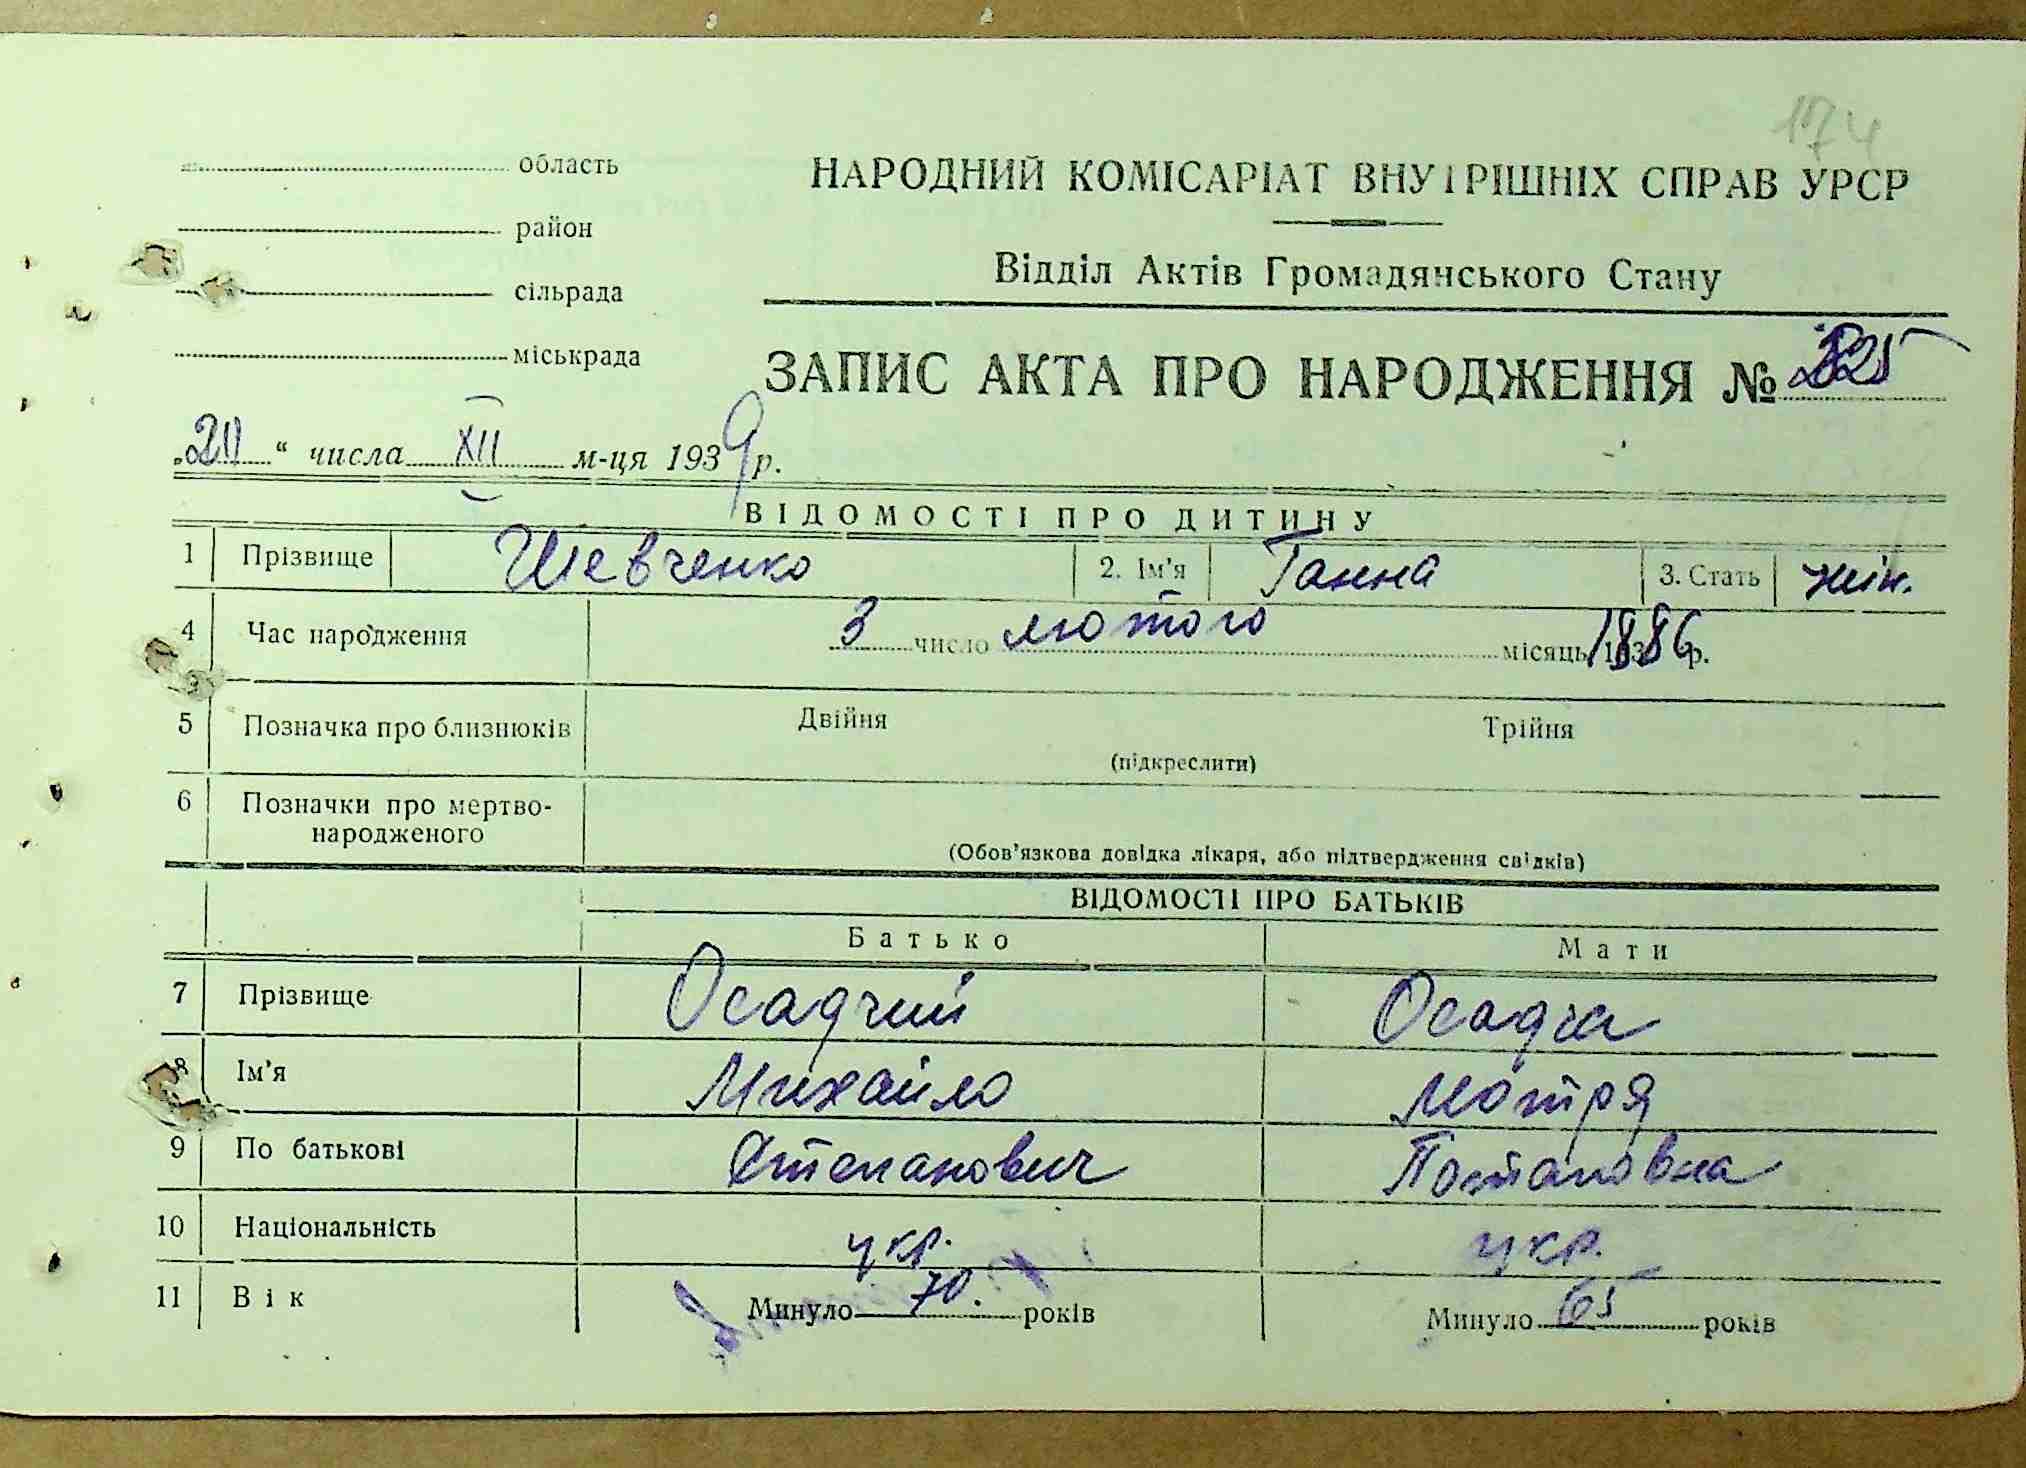 174
область
НАРОДНИЙ КОМІСАРІАТ ВНУТРІШНІХ СПРАВ УРСР
район
Відділ Актів Громадянського Стану
сільрада
міськрада
ЗАПИС АКТА ПРО НАРОДЖЕННЯ № 825
„20“ числа XII м-ця 1939 р.
ВІДОМОСТІ ПРО ДИТИНУ
1 Прізвище Шевченко 2. Ім'я Ганна 3. Стать жін.
4 Час народження 3 число лютого місяць 1886 р.
5 Позначка про близнюків Двійня Трійня
(підкреслити)
6 Позначки про мертво-
народженого
(Обов'язкова довідка лікаря, або підтвердження свідків)
ВІДОМОСТІ ПРО БАТЬКІВ
Батько Мати
7 Прізвище Осадчий Осадча
8 Ім'я Михайло Мотря
9 По батькові Степанович Потаповна
10 Національність укр. укр.
11 Вік Минуло 70. років Минуло 65 років